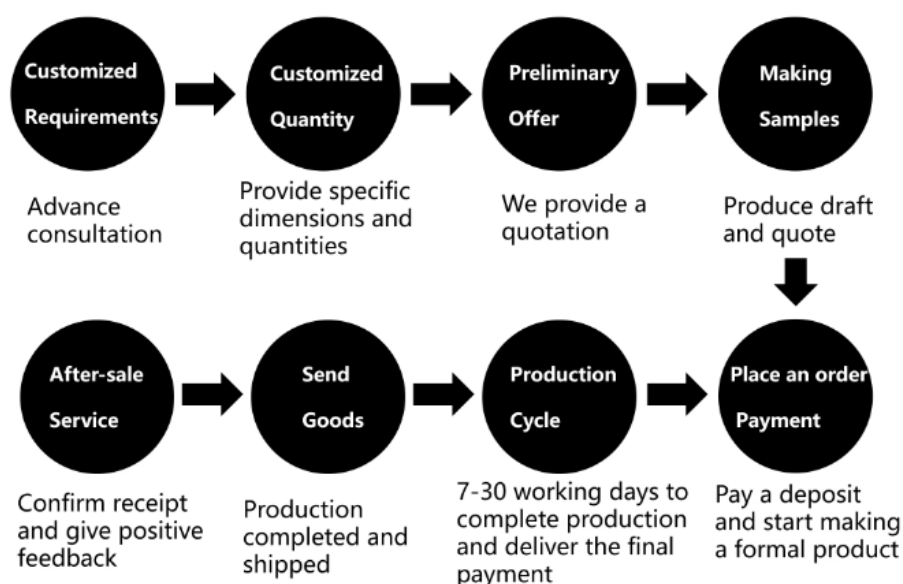 Customized
Requirements
Customized
Quantity
Preliminary
Offer
Making
Samples
Advance
consultation
Provide specific
dimensions and
quantities
We provide a
quotation
Produce draft
and quote
After-sale
Service
Send
Goods
Production
Cycle
Place an order
Payment
Confirm receipt
and give positive
feedback
Production
completed and
shipped
7-30 working days to
complete production
and deliver the final
payment
Pay a deposit
and start making
a formal product